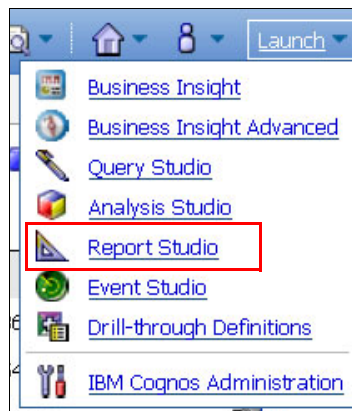 Launch
Business Insight
Business Insight Advanced
Query Studio
Analysis Studio
Report Studio
Event Studio
Drill-through Definitions
IBM Cognos Administration